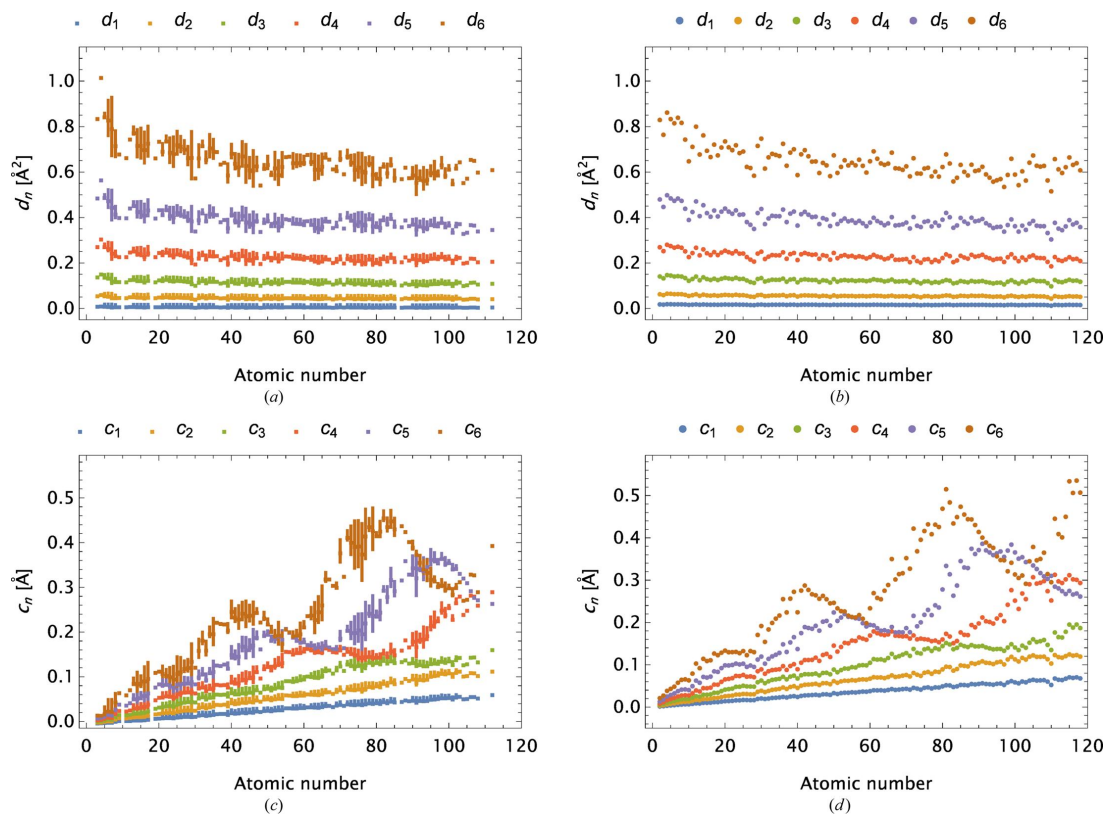 d1 d2 d3 d4 d5 d6
dn [Å2]
1.0
0.8
0.6
0.4
0.2
0.0
0 20 40 60 80 100 120
Atomic number
(a)
d1 d2 d3 d4 d5 d6
dn [Å2]
1.0
0.8
0.6
0.4
0.2
0.0
0 20 40 60 80 100 120
Atomic number
(b)
c1 c2 c3 c4 c5 c6
cn [Å]
0.5
0.4
0.3
0.2
0.1
0.0
0 20 40 60 80 100 120
Atomic number
(c)
c1 c2 c3 c4 c5 c6
cn [Å]
0.5
0.4
0.3
0.2
0.1
0.0
0 20 40 60 80 100 120
Atomic number
(d)